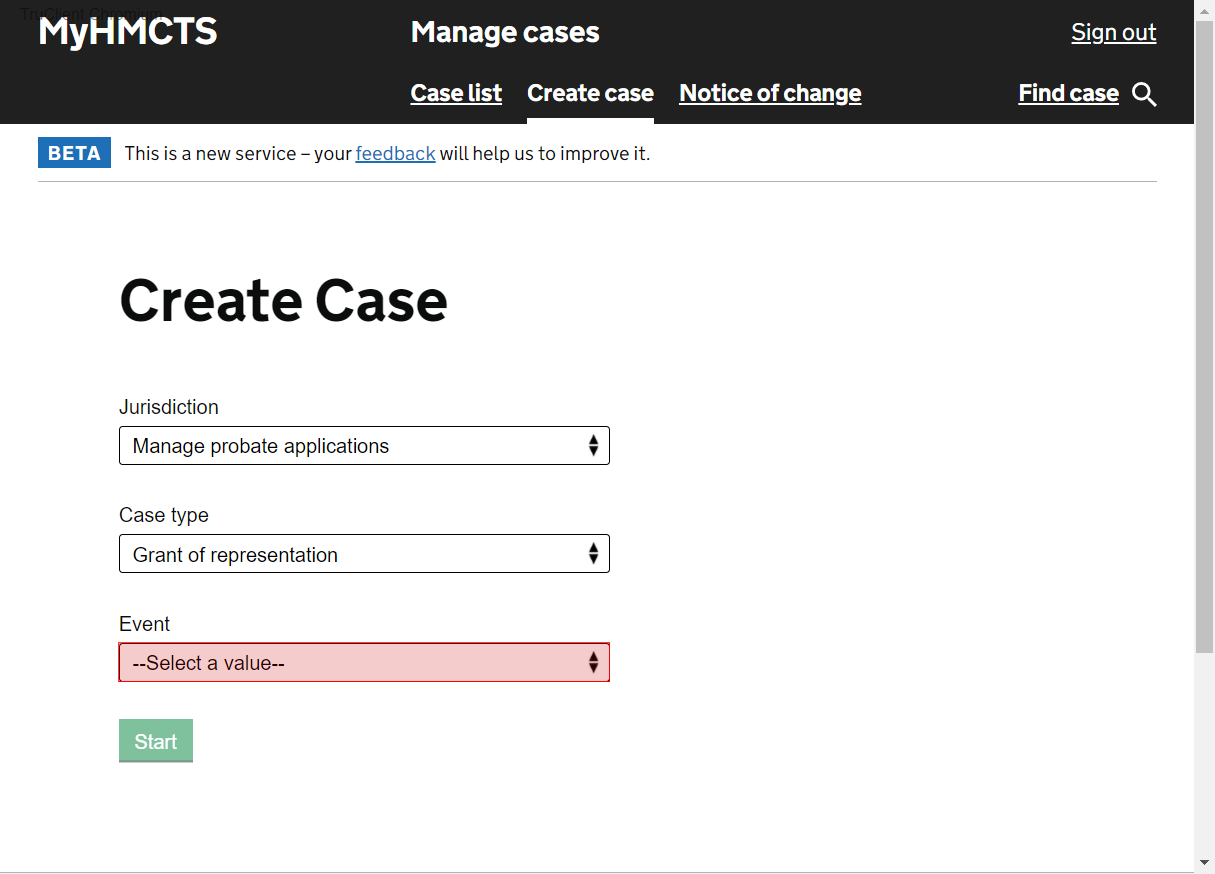 TruClient Chromium
MyHMCTS
Manage cases
Sign out
Case list
Create case
Notice of change
Find case
BETA
This is a new service – your feedback will help us to improve it.
Create Case
Jurisdiction
Manage probate applications
Case type
Grant of representation
Event
--Select a value--
Start